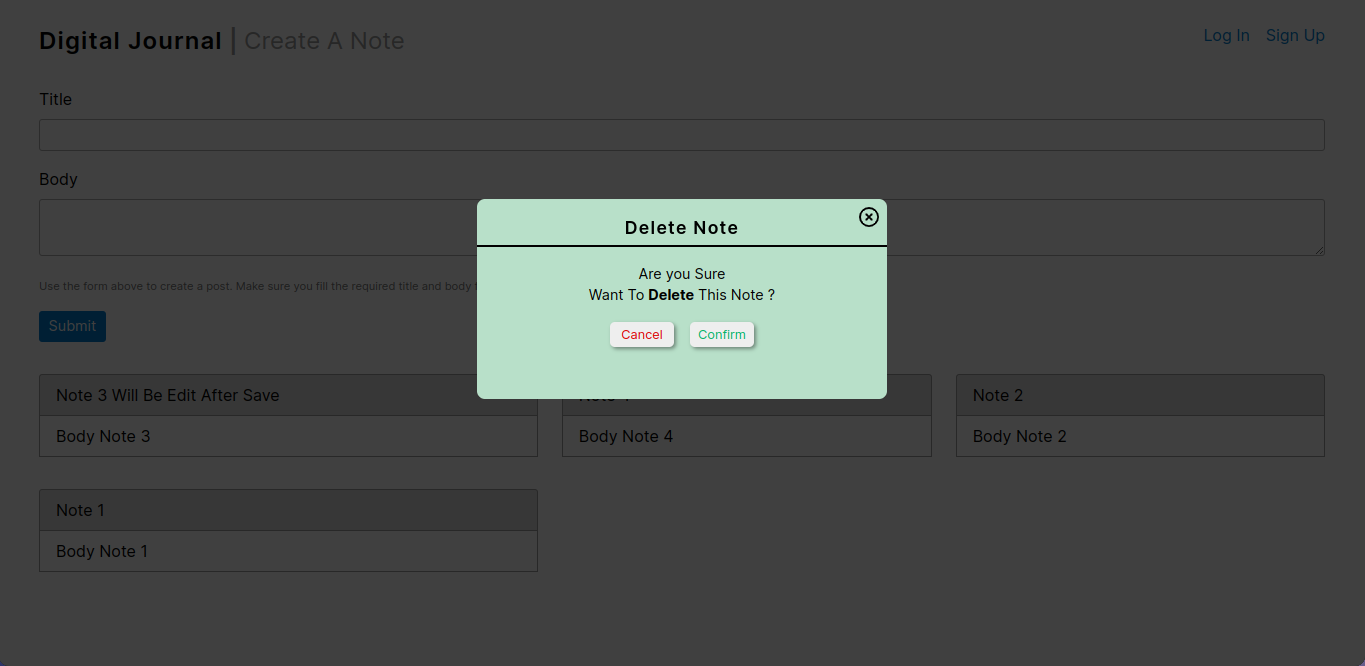 Digital Journal | Create A Note
Log In Sign Up
Title
Body
Use the form above to create a post. Make sure you fill the required title and body
Submit
Delete Note
Are you Sure
Want To Delete This Note ?
Cancel Confirm
Note 3 Will Be Edit After Save
Body Note 3
Body Note 4
Note 2
Body Note 2
Note 1
Body Note 1